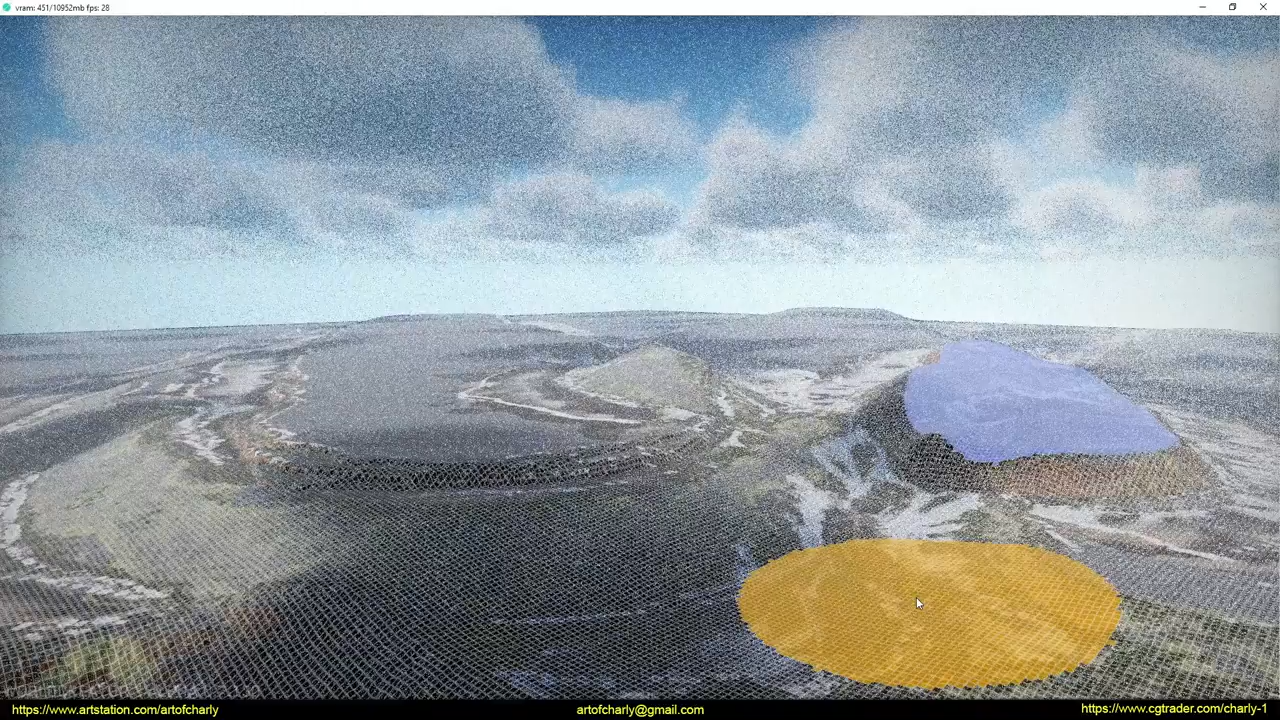 vram: 451/10952mb fps: 28
https://www.artstation.com/artofcharly
artofcharly@gmail.com
https://www.cgtrader.com/charly-1